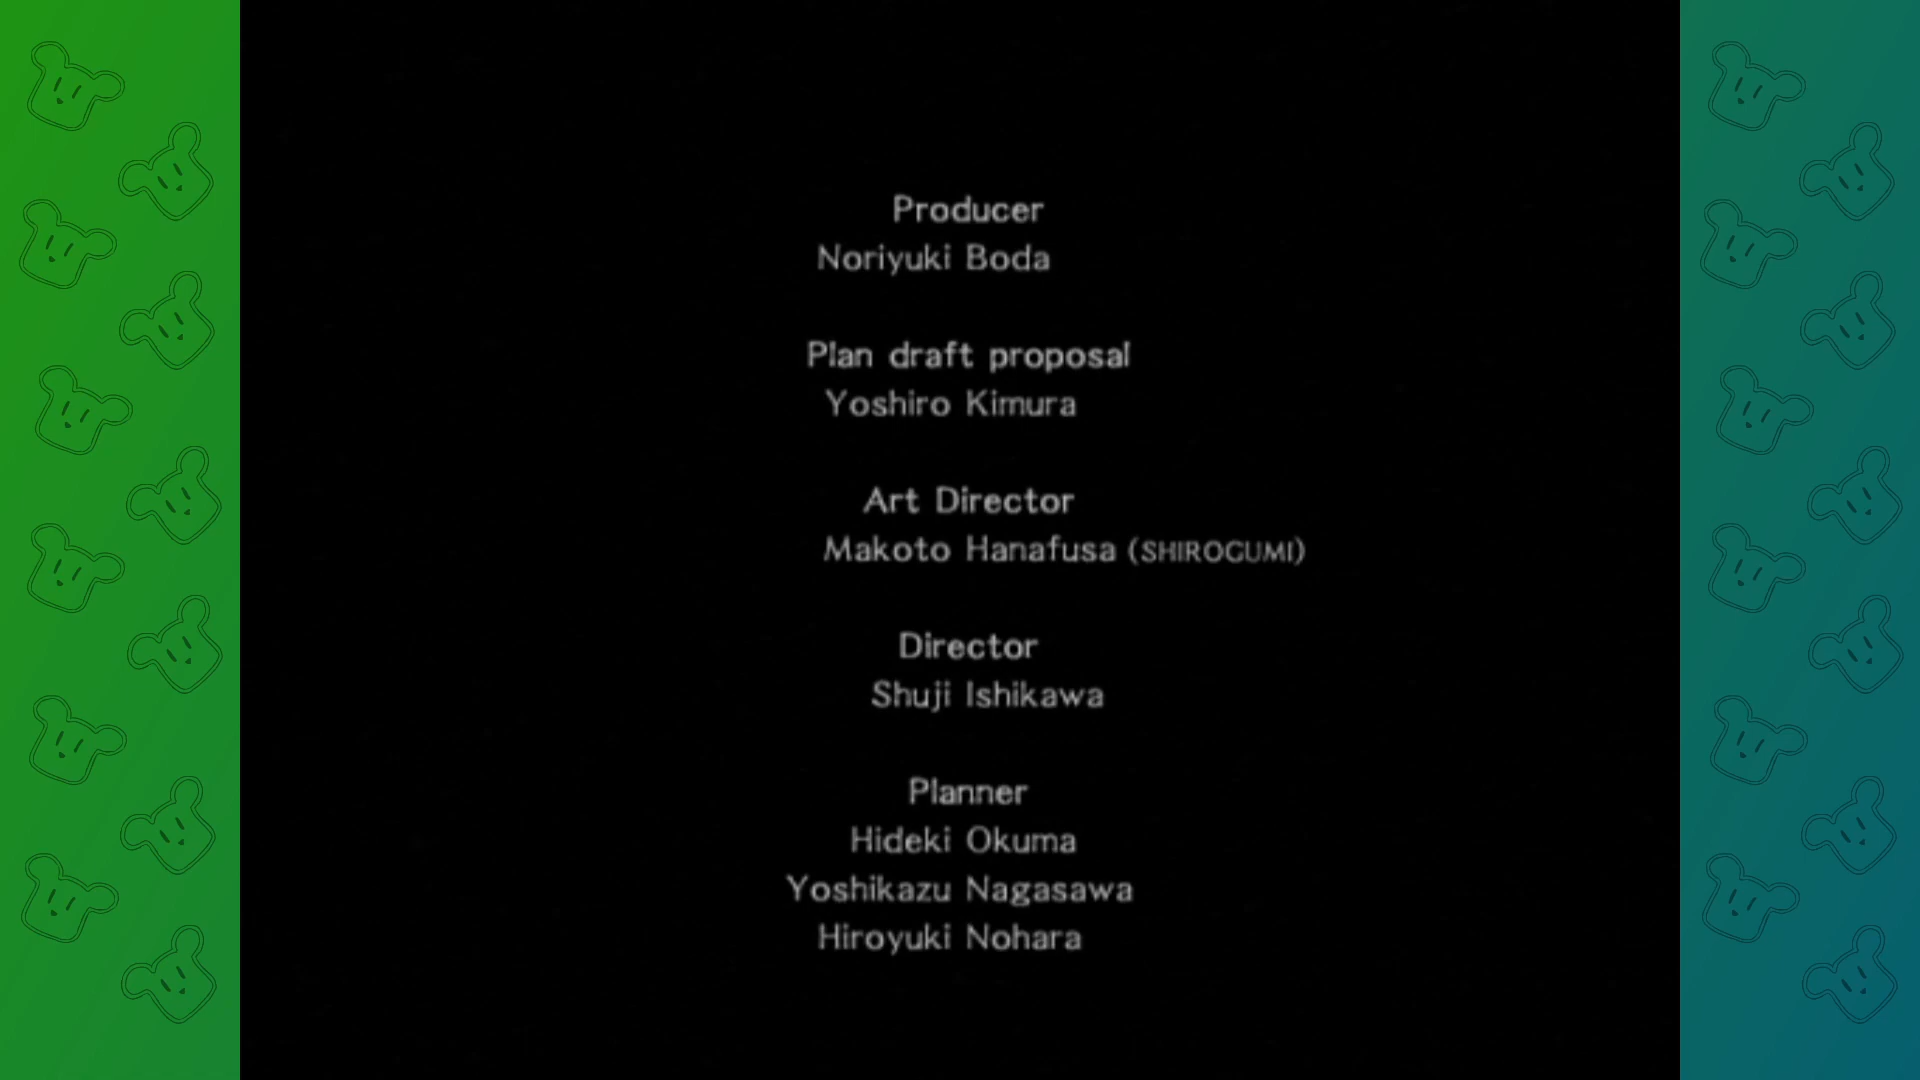 Producer
Noriyuki Boda
Plan draft proposal
Yoshiro Kimura
Art Director
Makoto Hanafusa (SHIROGUMI)
Director
Shuji Ishikawa
Planner
Hideki Okuma
Yoshikazu Nagasawa
Hiroyuki Nohara